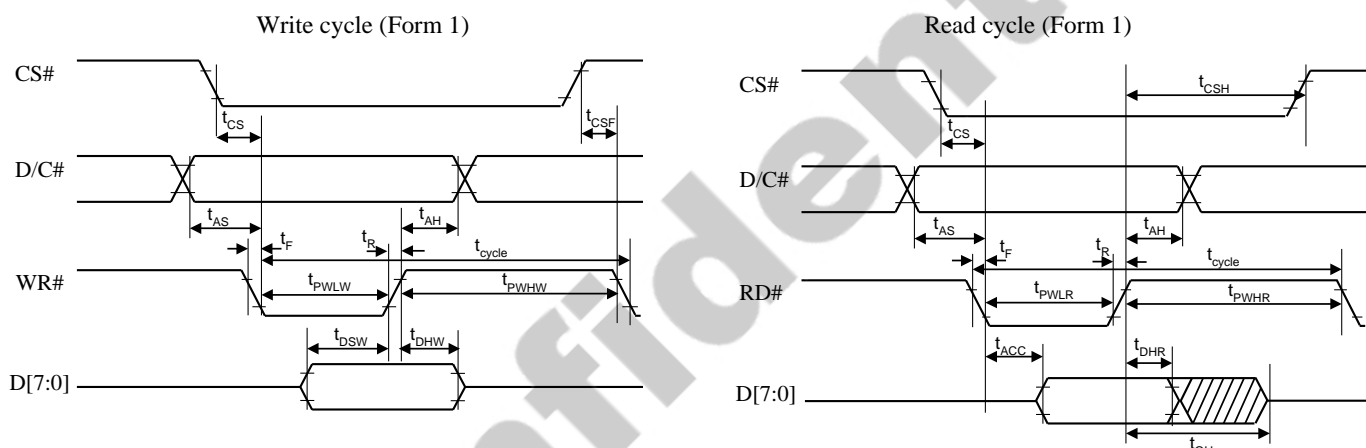 Write cycle (Form 1)
CS#
tCS
tCSF
D/C#
tAS
tAH
tF
tR
tcycle
WR#
tPWLW
tPWHW
tDSW
tDHW
D[7:0]
Read cycle (Form 1)
CS#
tCSH
tCS
D/C#
tAS
tAH
tF
tR
tcycle
RD#
tPWLR
tPWHR
tACC
tDHR
D[7:0]